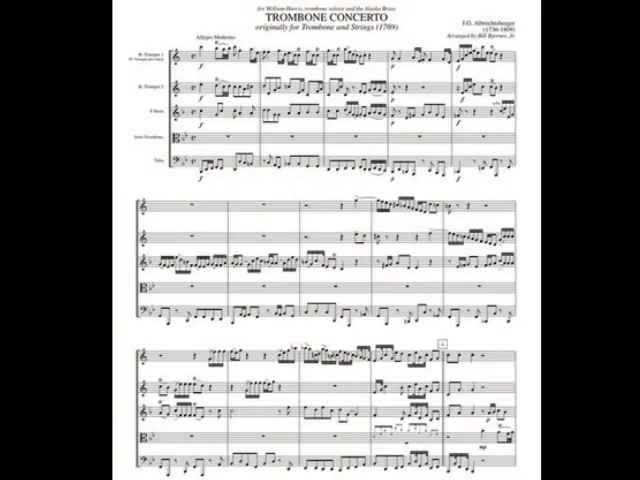 for William Harris, trombone soloist and the Alaska Brass
TROMBONE CONCERTO
originally for Trombone and Strings (1769)
J.G. Albrechtsberger
(1736-1809)
Arranged by Bill Bjornes, Jr.
Allegro Moderato
Bb Trumpet 1
Bb Trumpet 2
F Horn
Solo Trombone
Tuba
f
f
f
f
p
p
p
f
f
f
A
mf